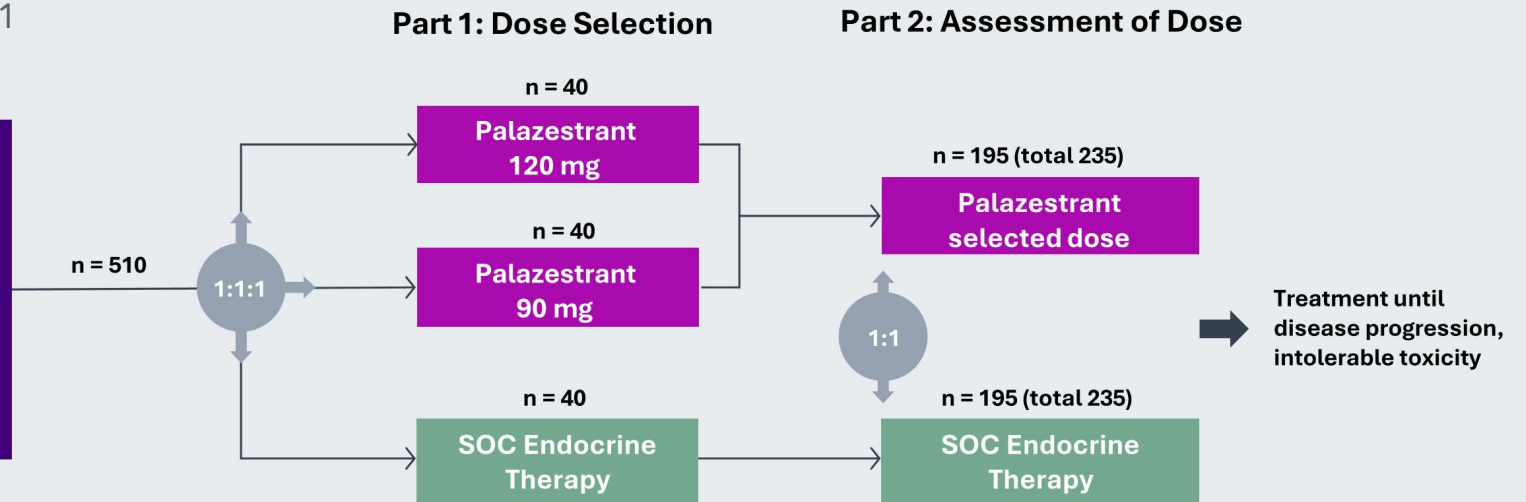 1
Part 1: Dose Selection
Part 2: Assessment of Dose
n = 40
Palazestrant
120 mg
n = 195 (total 235)
Palazestrant
selected dose
n = 510
1:1:1
n = 40
Palazestrant
90 mg
1:1
Treatment until
disease progression,
intolerable toxicity
n = 40
SOC Endocrine
Therapy
n = 195 (total 235)
SOC Endocrine
Therapy